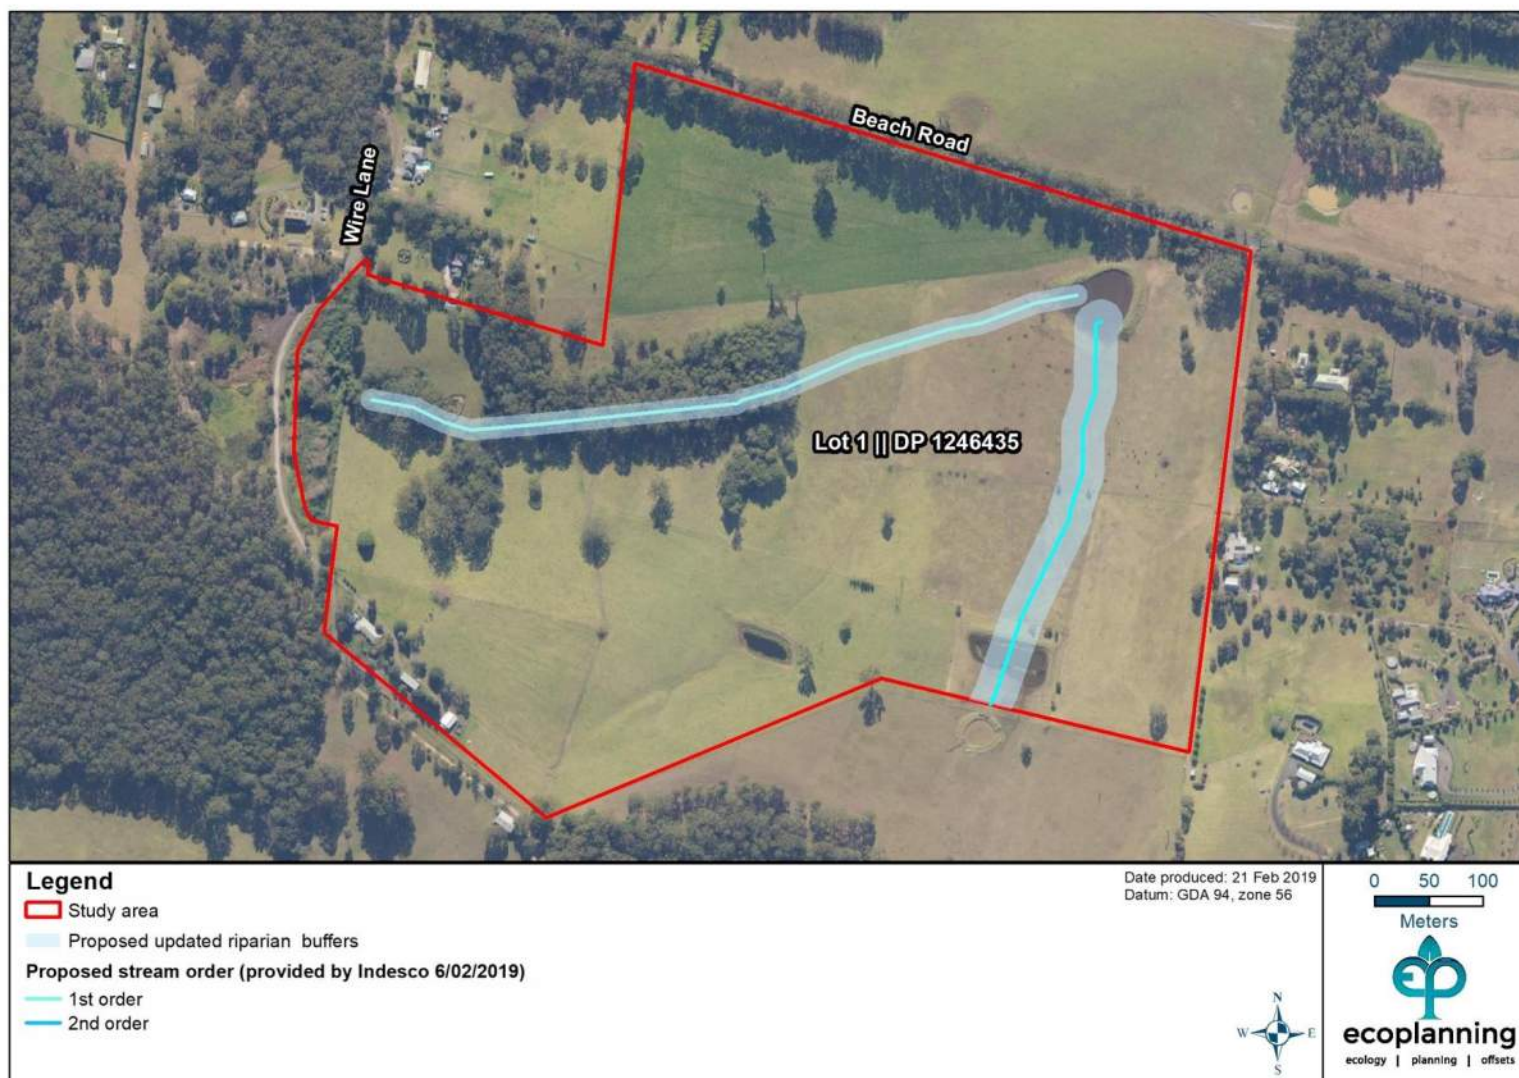 Beach Road
Wire Lane
Lot 1 || DP 1246435
Legend
Study area
Proposed updated riparian buffers
Proposed stream order (provided by Indesco 6/02/2019)
1st order
2nd order
Date produced: 21 Feb 2019
Datum: GDA 94, zone 56
N
W E
S
0 50 100
Meters
ep
ecoplanning
ecology | planning | offsets